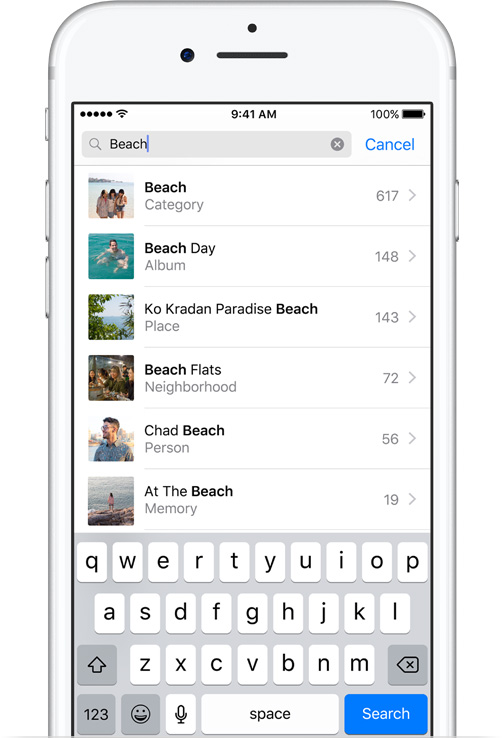 9:41 AM 100%
Beach Cancel
Beach
Category
617
Beach Day
Album
148
Ko Kradan Paradise Beach
Place
143
Beach Flats
Neighborhood
72
Chad Beach
Person
56
At The Beach
Memory
19
q w e r t y u i o p
a s d f g h j k l
z x c v b n m
123 space Search